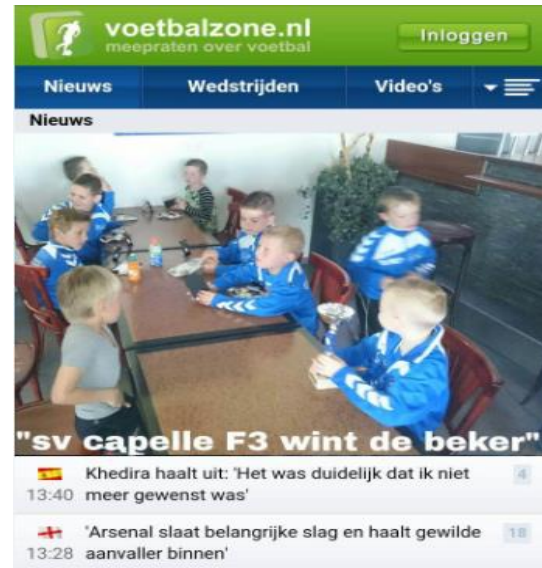 voetbalzone.nl
meepraten over voetbal
Inloggen
Nieuws Wedstrijden Video's
Nieuws
"sv capelle F3 wint de beker"
Khedira haalt uit: 'Het was duidelijk dat ik niet 4
13:40 meer gewenst was'
'Arsenal slaat belangrijke slag en haalt gewilde 18
13:28 aanvaller binnen'